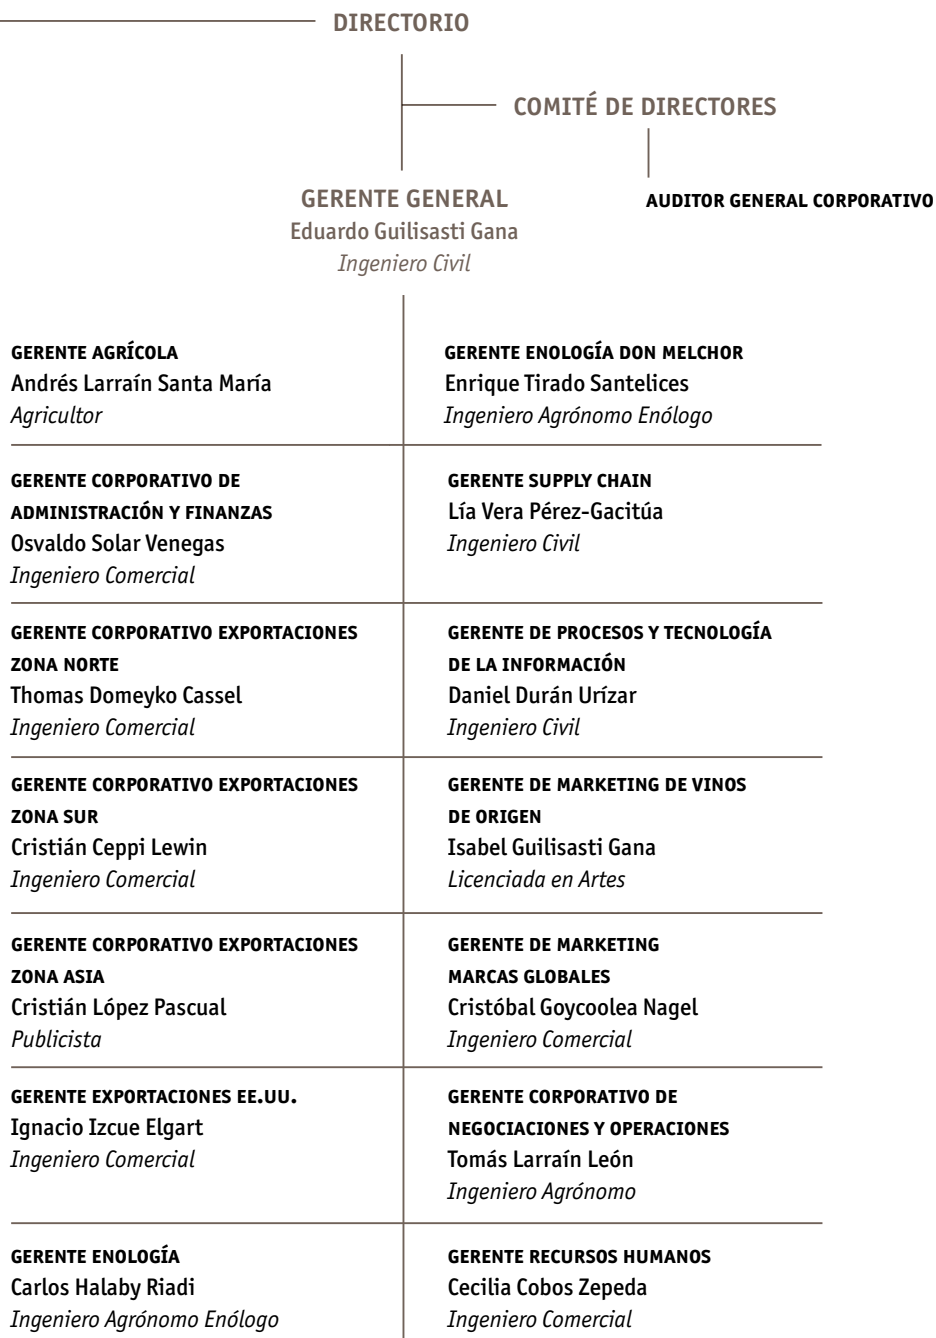 DIRECTORIO
COMITÉ DE DIRECTORES
GERENTE GENERAL
Eduardo Guilisasti Gana
Ingeniero Civil
AUDITOR GENERAL CORPORATIVO
GERENTE AGRÍCOLA
Andrés Larraín Santa María
Agricultor
GERENTE ENOLOGÍA DON MELCHOR
Enrique Tirado Santelices
Ingeniero Agrónomo Enólogo
GERENTE CORPORATIVO DE
ADMINISTRACIÓN Y FINANZAS
Osvaldo Solar Venegas
Ingeniero Comercial
GERENTE SUPPLY CHAIN
Lía Vera Pérez-Gacitúa
Ingeniero Civil
GERENTE CORPORATIVO EXPORTACIONES
ZONA NORTE
Thomas Domeyko Cassel
Ingeniero Comercial
GERENTE DE PROCESOS Y TECNOLOGÍA
DE LA INFORMACIÓN
Daniel Durán Urízar
Ingeniero Civil
GERENTE CORPORATIVO EXPORTACIONES
ZONA SUR
Cristián Ceppi Lewin
Ingeniero Comercial
GERENTE DE MARKETING DE VINOS
DE ORIGEN
Isabel Guilisasti Gana
Licenciada en Artes
GERENTE CORPORATIVO EXPORTACIONES
ZONA ASIA
Cristián López Pascual
Publicista
GERENTE DE MARKETING
MARCAS GLOBALES
Cristóbal Goycoolea Nagel
Ingeniero Comercial
GERENTE EXPORTACIONES EE.UU.
Ignacio Izcue Elgart
Ingeniero Comercial
GERENTE CORPORATIVO DE
NEGOCIACIONES Y OPERACIONES
Tomás Larraín León
Ingeniero Agrónomo
GERENTE ENOLOGÍA
Carlos Halaby Riadi
Ingeniero Agrónomo Enólogo
GERENTE RECURSOS HUMANOS
Cecilia Cobos Zepeda
Ingeniero Comercial